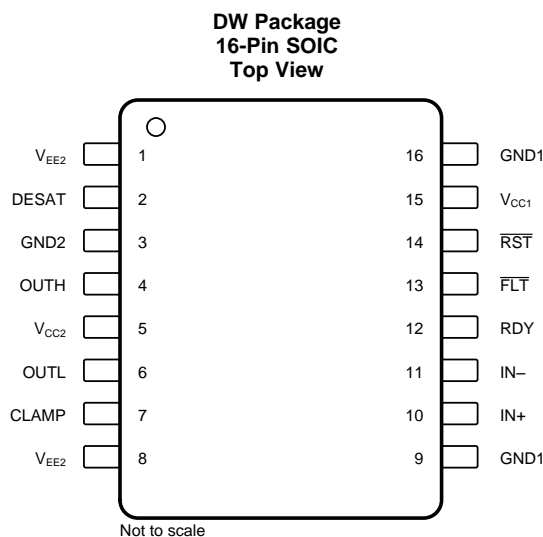 DW Package
16-Pin SOIC
Top View
VEE2 1 16 GND1
DESAT 2 15 VCC1
GND2 3 14 RST
OUTH 4 13 FLT
VCC2 5 12 RDY
OUTL 6 11 IN–
CLAMP 7 10 IN+
VEE2 8 9 GND1
Not to scale